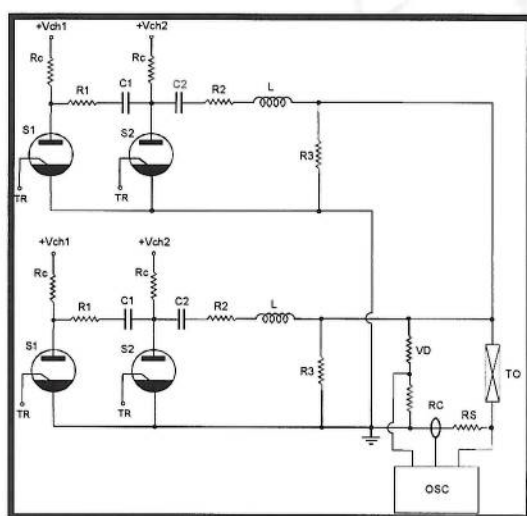 +Vch1 +Vch2
Rc Rc
R1 C1 C2 R2 L
S1 S2
R3
TR TR
+Vch1 +Vch2
Rc Rc
R1 C1 C2 R2 L
S1 S2
R3
VD
TO
TR TR
RC RS
OSC